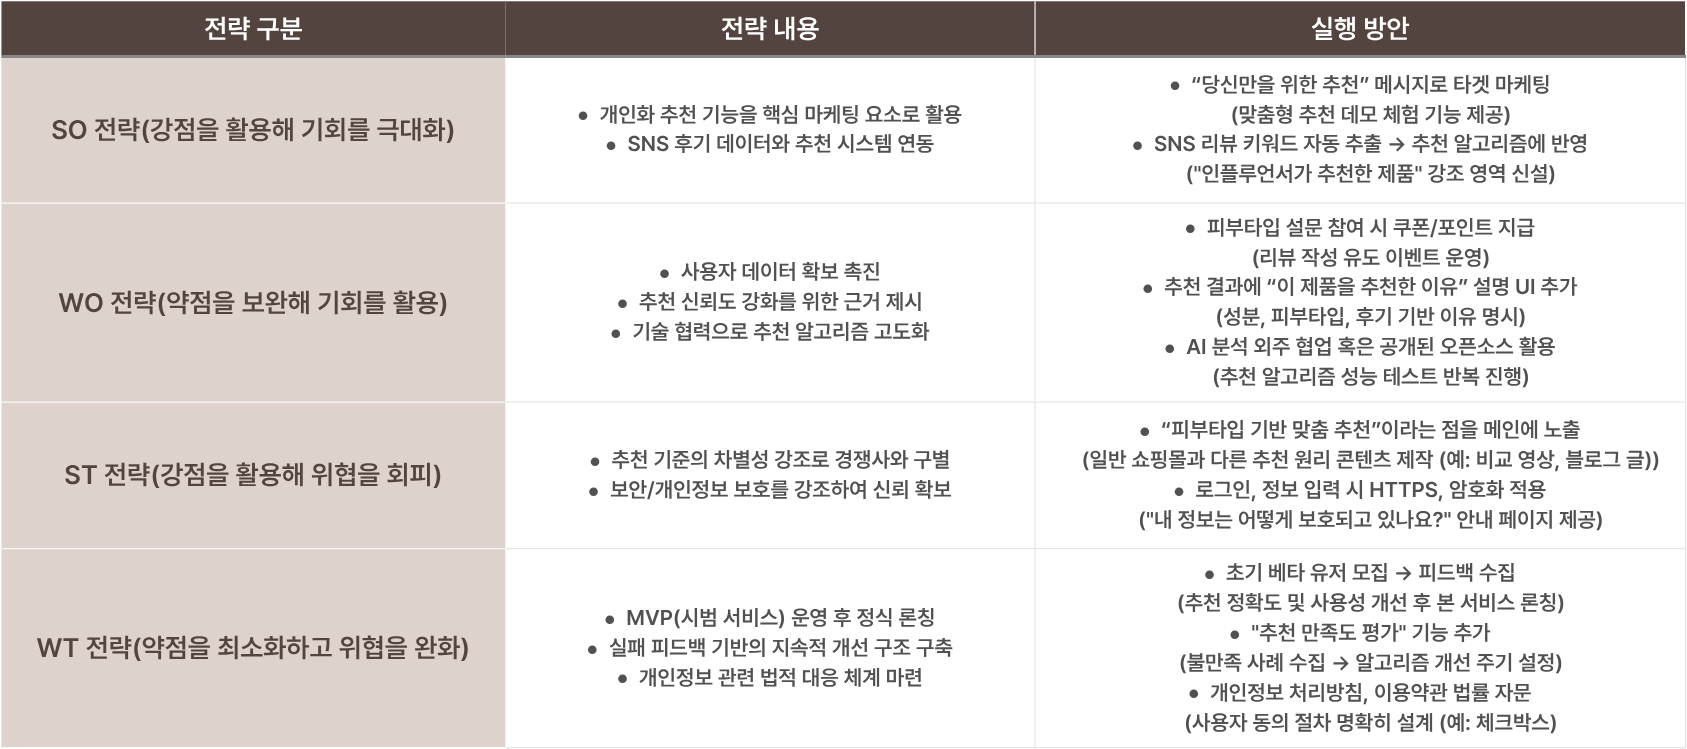 전략 구분
전략 내용
실행 방안
SO 전략(강점을 활용해 기회를 극대화)
● 개인화 추천 기능을 핵심 마케팅 요소로 활용
● SNS 후기 데이터와 추천 시스템 연동
● “당신만을 위한 추천” 메시지로 타겟 마케팅
(맞춤형 추천 데모 체험 기능 제공)
● SNS 리뷰 키워드 자동 추출 → 추천 알고리즘에 반영
("인플루언서가 추천한 제품" 강조 영역 신설)
WO 전략(약점을 보완해 기회를 활용)
● 사용자 데이터 확보 촉진
● 추천 신뢰도 강화를 위한 근거 제시
● 기술 협력으로 추천 알고리즘 고도화
● 피부타입 설문 참여 시 쿠폰/포인트 지급
(리뷰 작성 유도 이벤트 운영)
● 추천 결과에 “이 제품을 추천한 이유” 설명 UI 추가
(성분, 피부타입, 후기 기반 이유 명시)
● AI 분석 외주 협업 혹은 공개된 오픈소스 활용
(추천 알고리즘 성능 테스트 반복 진행)
ST 전략(강점을 활용해 위협을 회피)
● 추천 기준의 차별성 강조로 경쟁사와 구별
● 보안/개인정보 보호를 강조하여 신뢰 확보
● “피부타입 기반 맞춤 추천”이라는 점을 메인에 노출
(일반 쇼핑몰과 다른 추천 원리 콘텐츠 제작 (예: 비교 영상, 블로그 글))
● 로그인, 정보 입력 시 HTTPS, 암호화 적용
("내 정보는 어떻게 보호되고 있나요?" 안내 페이지 제공)
WT 전략(약점을 최소화하고 위협을 완화)
● MVP(시범 서비스) 운영 후 정식 론칭
● 실패 피드백 기반의 지속적 개선 구조 구축
● 개인정보 관련 법적 대응 체계 마련
● 초기 베타 유저 모집 → 피드백 수집
(추천 정확도 및 사용성 개선 후 본 서비스 론칭)
● "추천 만족도 평가" 기능 추가
(불만족 사례 수집 → 알고리즘 개선 주기 설정)
● 개인정보 처리방침, 이용약관 법률 자문
(사용자 동의 절차 명확히 설계 (예: 체크박스)